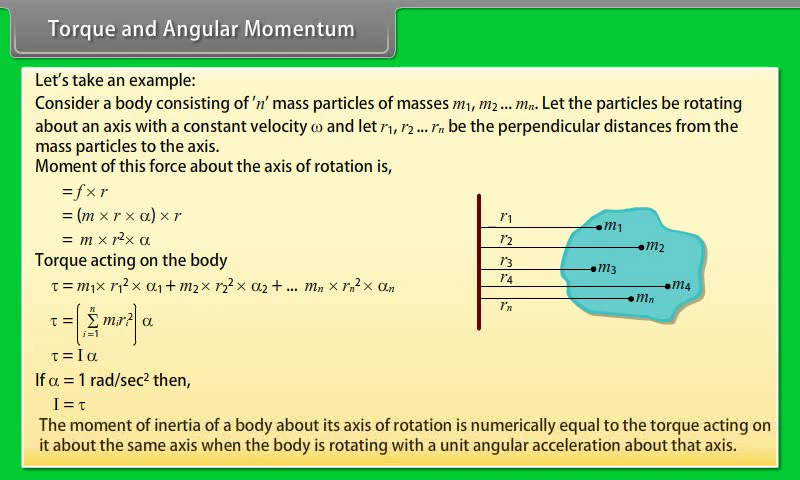 Torque and Angular Momentum
Let's take an example:
Consider a body consisting of 'n' mass particles of masses m₁, m₂ ... mₙ. Let the particles be rotating
about an axis with a constant velocity ω and let r₁, r₂ ... rₙ be the perpendicular distances from the
mass particles to the axis.
Moment of this force about the axis of rotation is,
= f × r
= (m × r × α) × r
= m × r² × α
Torque acting on the body
τ = m₁ × r₁² × α₁ + m₂ × r₂² × α₂ + ... mₙ × rₙ² × αₙ
τ = (∑ⁿᵢ₌₁ mᵢrᵢ²) α
τ = I α
If α = 1 rad/sec² then,
I = τ
r₁ m₁
r₂ m₂
r₃ m₃
r₄ m₄
rₙ mₙ
The moment of inertia of a body about its axis of rotation is numerically equal to the torque acting on
it about the same axis when the body is rotating with a unit angular acceleration about that axis.